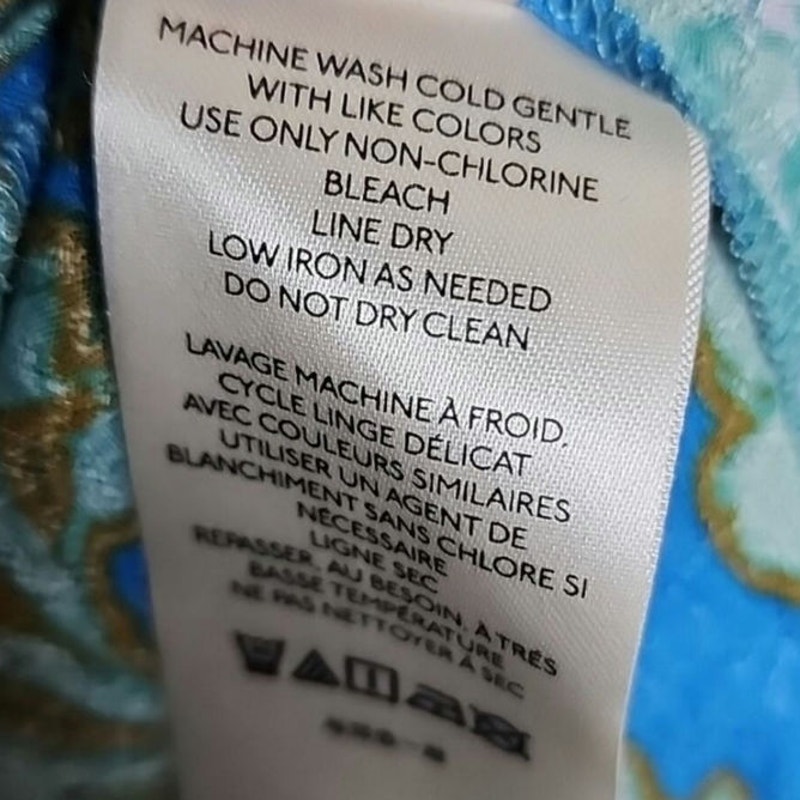 MACHINE WASH COLD GENTLE
WITH LIKE COLORS
USE ONLY NON-CHLORINE
BLEACH
LINE DRY
LOW IRON AS NEEDED
DO NOT DRY CLEAN
LAVAGE MACHINE À FROID,
CYCLE LINGE DÉLICAT
AVEC COULEURS SIMILAIRES
UTILISER UN AGENT DE
BLANCHIMENT SANS CHLORE SI
NÉCESSAIRE
LIGNE SEC
REPASSER, AU BESOIN, À TRÉS
BASSE TEMPÉRATURE
NE PAS NETTOYER À SEC